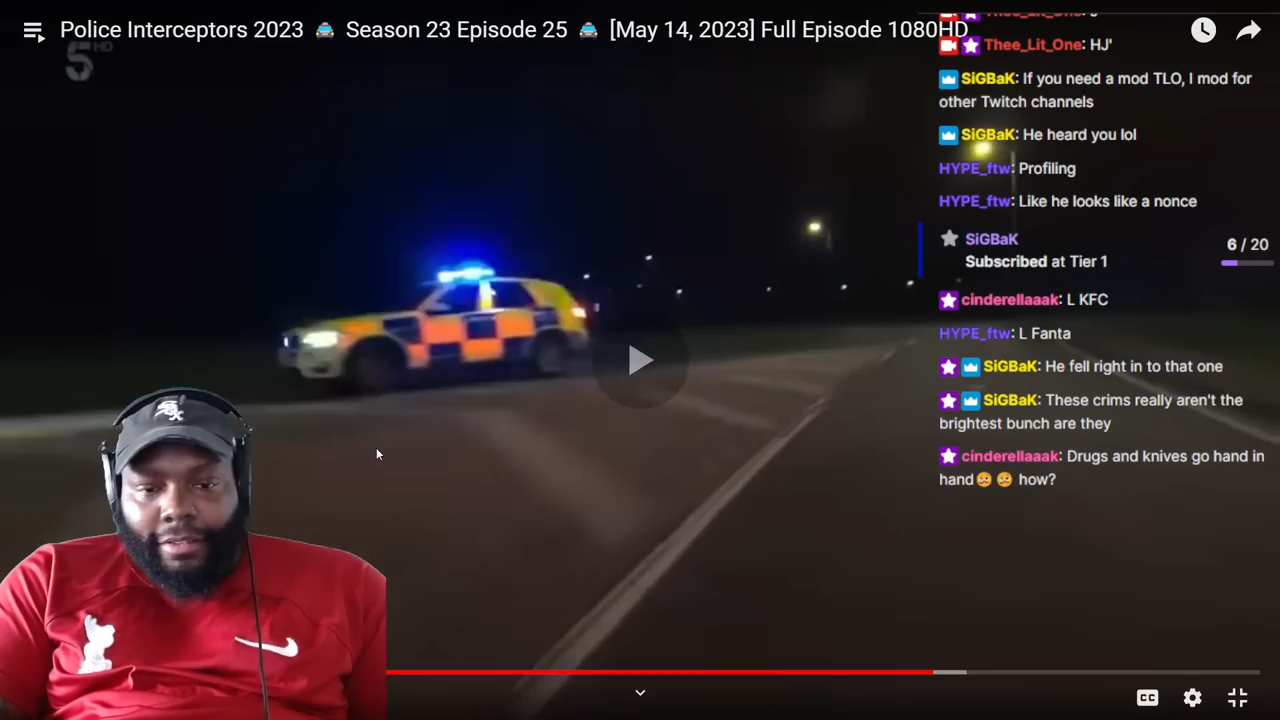 Police Interceptors 2023 🚔 Season 23 Episode 25 🚔 [May 14, 2023] Full Episode 1080HD
5 HD
Thee_Lit_One: HJ'
SiGBaK: If you need a mod TLO, I mod for
other Twitch channels
SiGBaK: He heard you lol
HYPE_ftw: Profiling
HYPE_ftw: Like he looks like a nonce
SiGBaK
Subscribed at Tier 1
6 / 20
cinderellaaak: L KFC
HYPE_ftw: L Fanta
SiGBaK: He fell right in to that one
SiGBaK: These crims really aren't the
brightest bunch are they
cinderellaaak: Drugs and knives go hand in
hand🥴 🥴 how?
SOX
CC